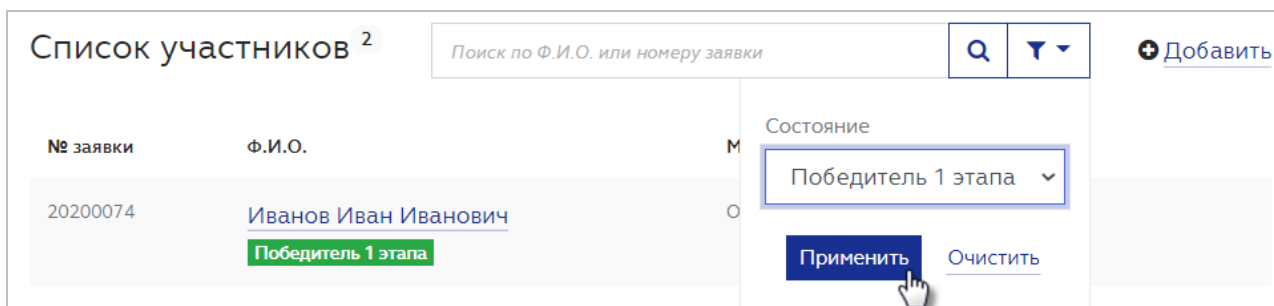 Список участников 2
Поиск по Ф.И.О. или номеру заявки
Добавить
Состояние
№ заявки Ф.И.О.
Победитель 1 этапа
20200074 Иванов Иван Иванович
Победитель 1 этапа
Применить Очистить